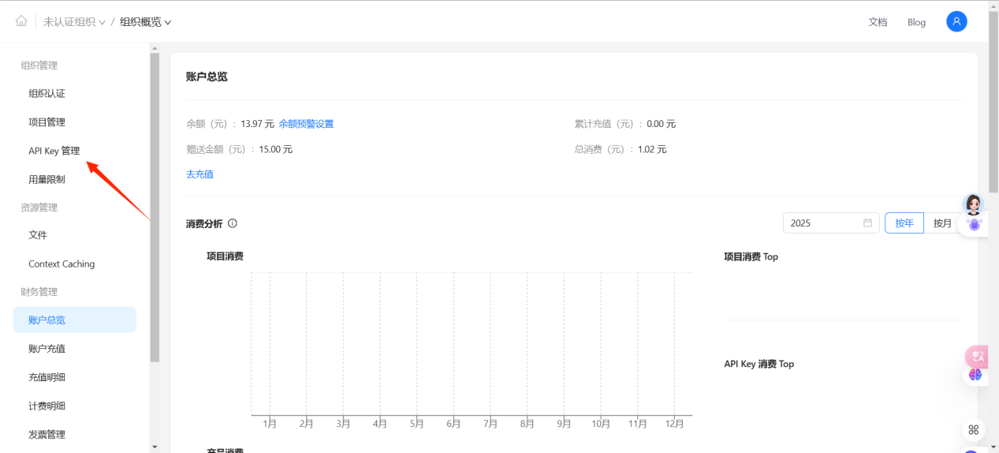 未认证组织 / 组织概览
文档 Blog
组织管理
组织认证
项目管理
API Key 管理
用量限制
资源管理
文件
Context Caching
财务管理
账户总览
账户充值
充值明细
计费明细
发票管理
账户总览
余额（元）: 13.97 元 余额预警设置
累计充值（元）: 0.00 元
赠送金额（元）: 15.00 元
总消费（元）: 1.02 元
去充值
消费分析
2025
按年 按月
项目消费
1月 2月 3月 4月 5月 6月 7月 8月 9月 10月 11月 12月
项目消费 Top
API Key 消费 Top
产品消费